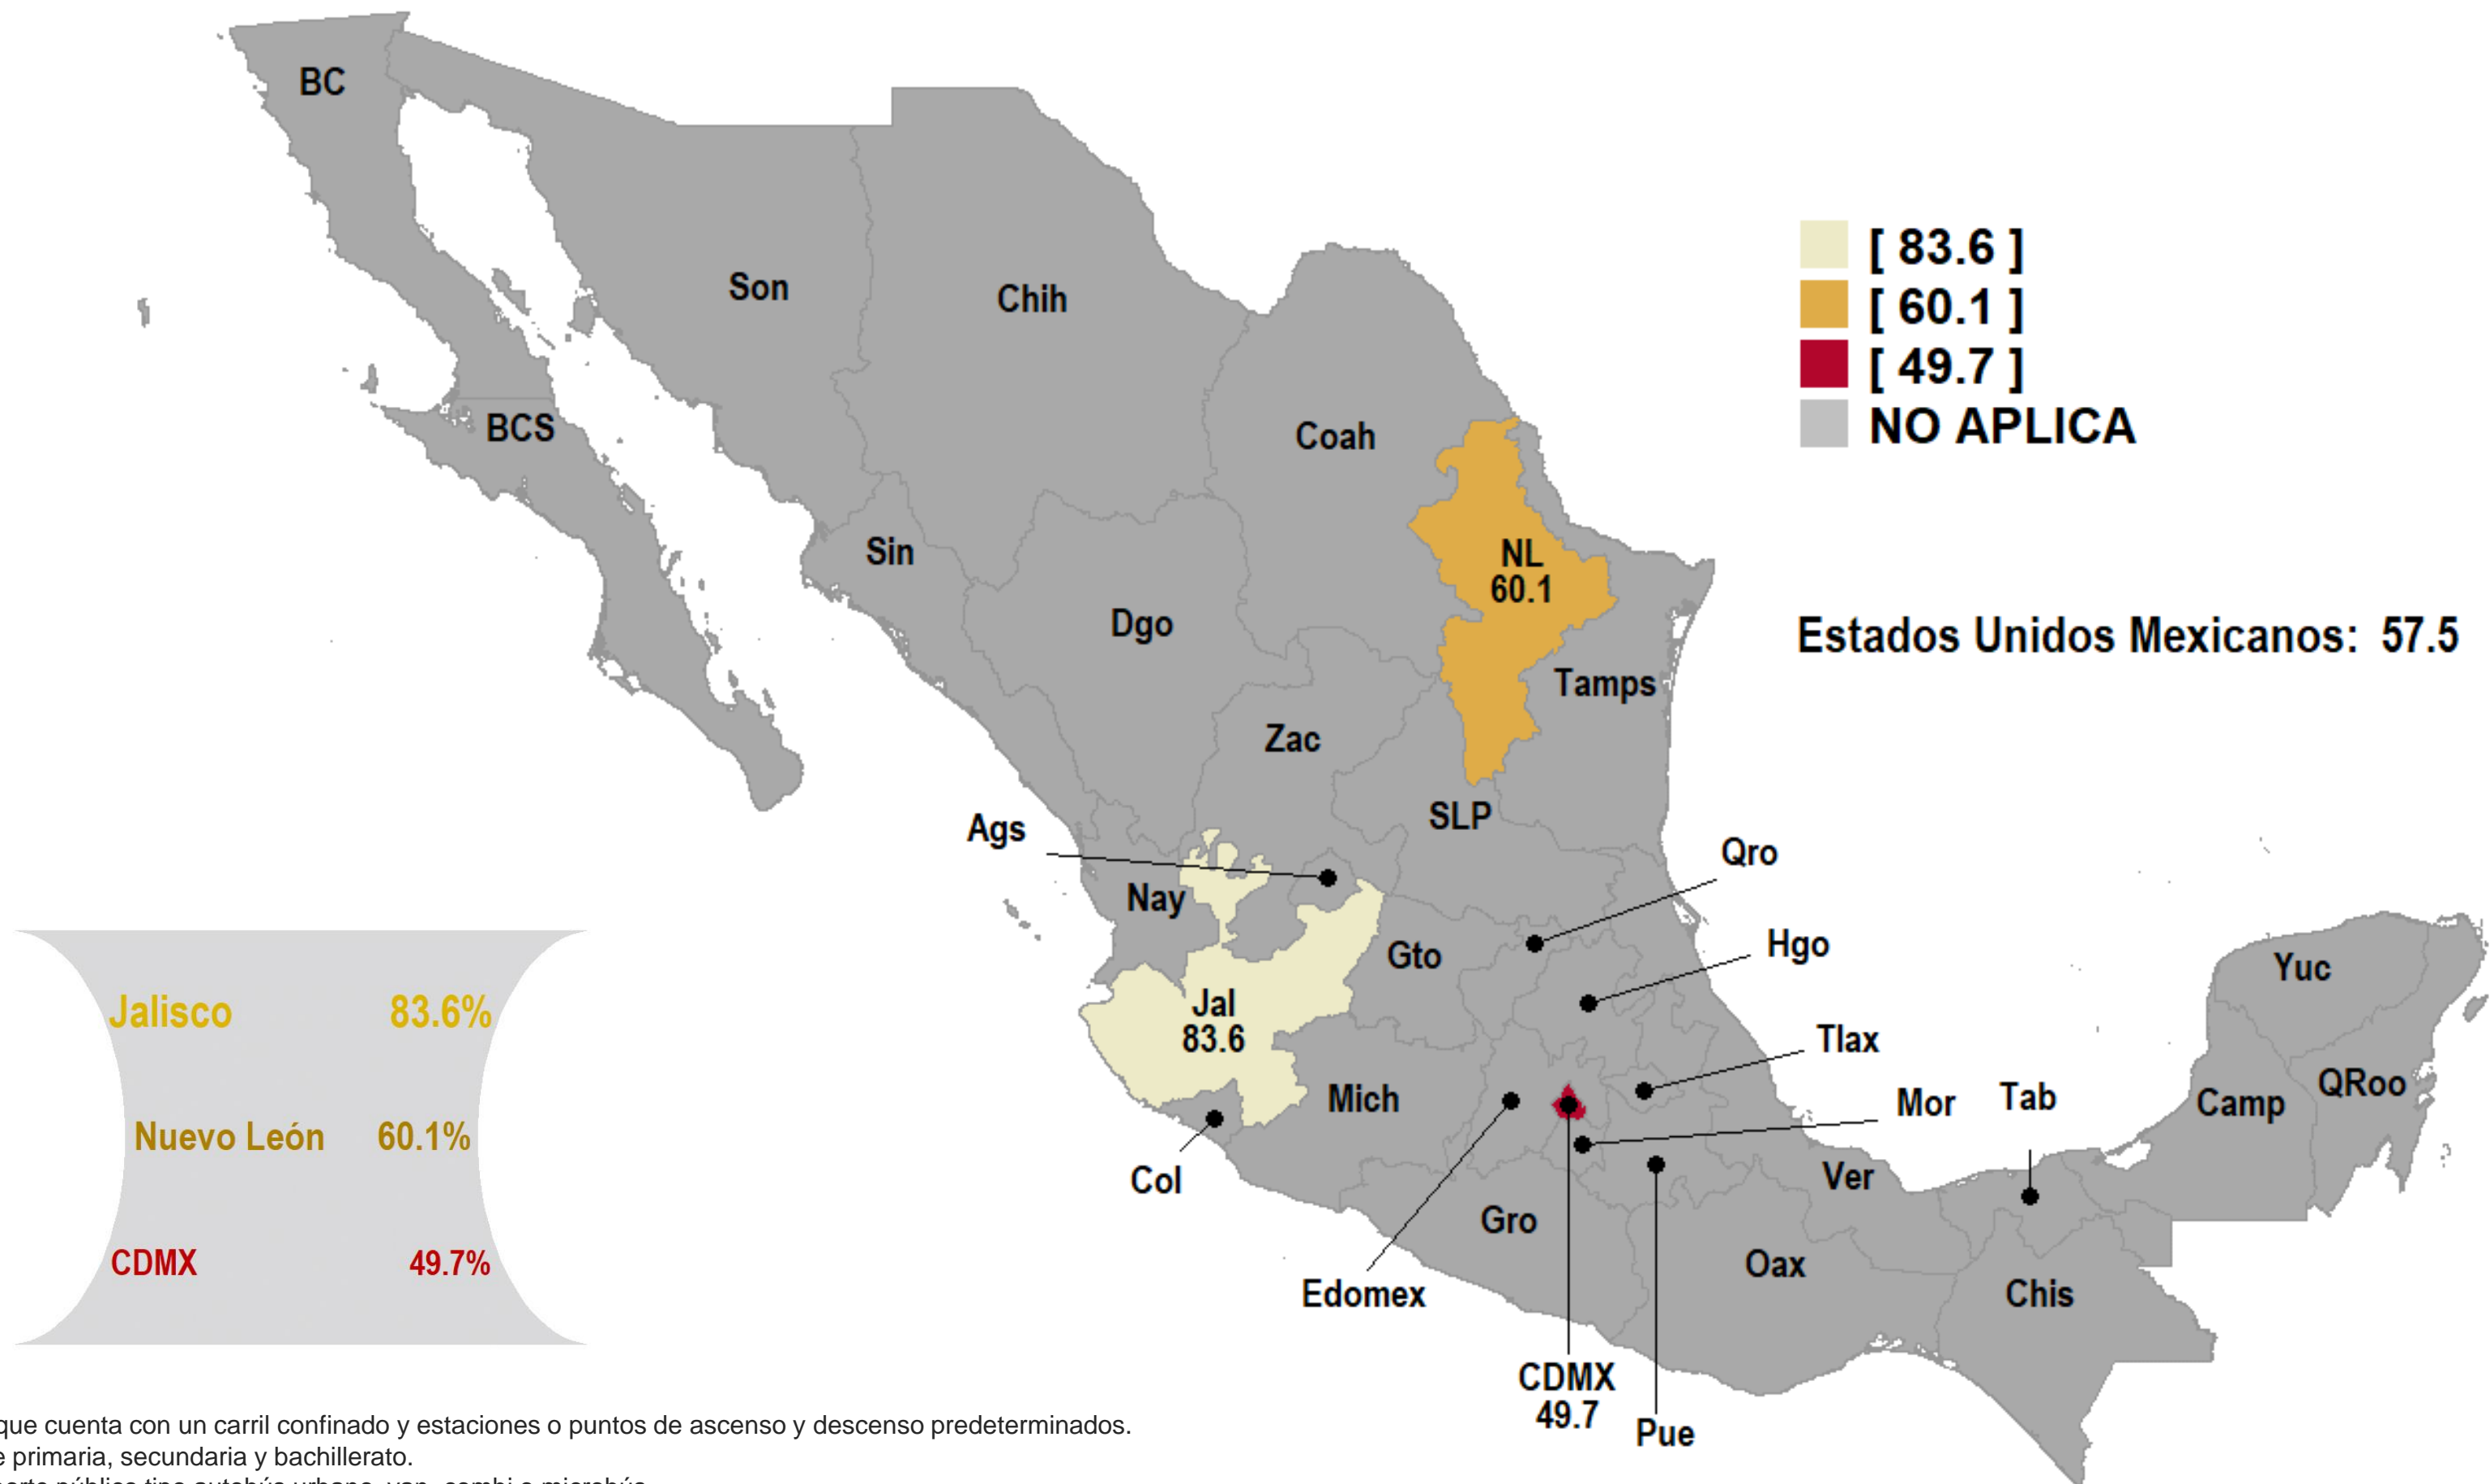 BC
Son
Chih
[ 83.6 ]
[ 60.1 ]
[ 49.7 ]
NO APLICA
BCS
Coah
Sin
NL
60.1
Dgo
Estados Unidos Mexicanos: 57.5
Tamps
Zac
SLP
Ags
Qro
Nay
Hgo
Gto
Yuc
Jal
83.6
Jalisco 83.6%
Tlax
QRoo
Mich
Mor
Tab
Camp
Nuevo León 60.1%
Col
Ver
Gro
CDMX 49.7%
Oax
Edomex
Chis
CDMX
49.7
Pue
que cuenta con un carril confinado y estaciones o puntos de ascenso y descenso predeterminados.
primaria, secundaria y bachillerato.